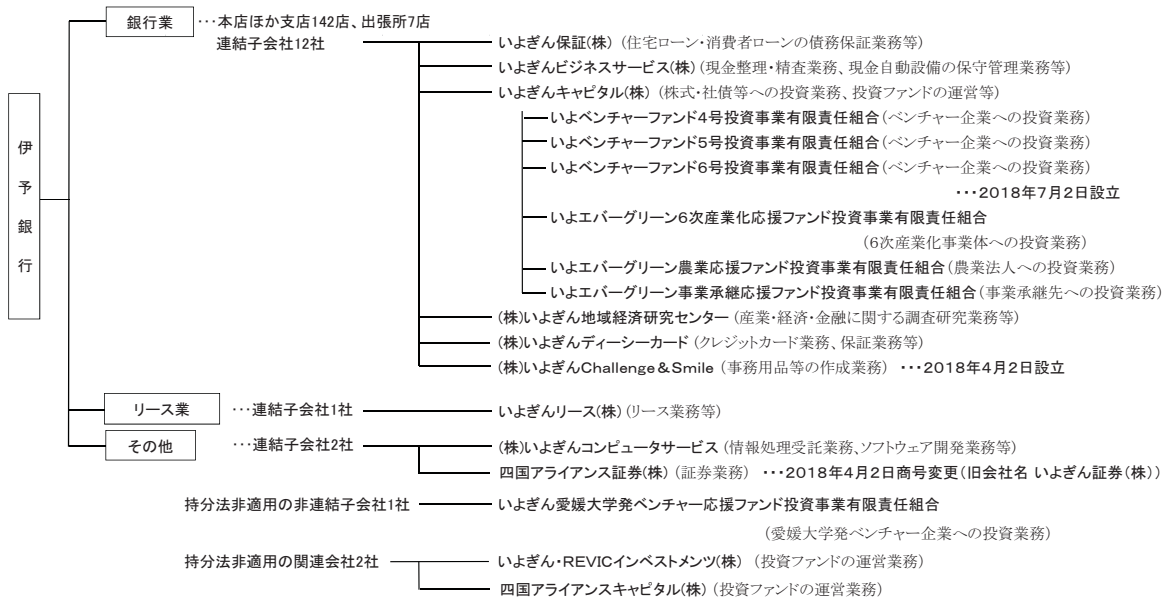 銀行業 ･･･本店ほか支店142店、出張所7店
連結子会社12社
いよぎん保証(株) (住宅ローン・消費者ローンの債務保証業務等)
いよぎんビジネスサービス(株) (現金整理・精査業務、現金自動設備の保守管理業務等)
いよぎんキャピタル(株) (株式・社債等への投資業務、投資ファンドの運営等)
いよベンチャーファンド4号投資事業有限責任組合(ベンチャー企業への投資業務)
いよベンチャーファンド5号投資事業有限責任組合(ベンチャー企業への投資業務)
いよベンチャーファンド6号投資事業有限責任組合(ベンチャー企業への投資業務)
･･･2018年7月2日設立
いよエバーグリーン6次産業化応援ファンド投資事業有限責任組合
(6次産業化事業体への投資業務)
いよエバーグリーン農業応援ファンド投資事業有限責任組合(農業法人への投資業務)
いよエバーグリーン事業承継応援ファンド投資事業有限責任組合(事業承継先への投資業務)
(株)いよぎん地域経済研究センター (産業・経済・金融に関する調査研究業務等)
(株)いよぎんディーシーカード (クレジットカード業務、保証業務等)
(株)いよぎんChallenge&Smile (事務用品等の作成業務) ･･･2018年4月2日設立
伊予銀行
リース業 ･･･連結子会社1社
いよぎんリース(株) (リース業務等)
その他 ･･･連結子会社2社
(株)いよぎんコンピュータサービス (情報処理受託業務、ソフトウェア開発業務等)
四国アライアンス証券(株) (証券業務) ･･･2018年4月2日商号変更(旧会社名 いよぎん証券(株))
持分法非適用の非連結子会社1社
いよぎん愛媛大学発ベンチャー応援ファンド投資事業有限責任組合
(愛媛大学発ベンチャー企業への投資業務)
持分法非適用の関連会社2社
いよぎん・REVICインベストメンツ(株) (投資ファンドの運営業務)
四国アライアンスキャピタル(株) (投資ファンドの運営業務)